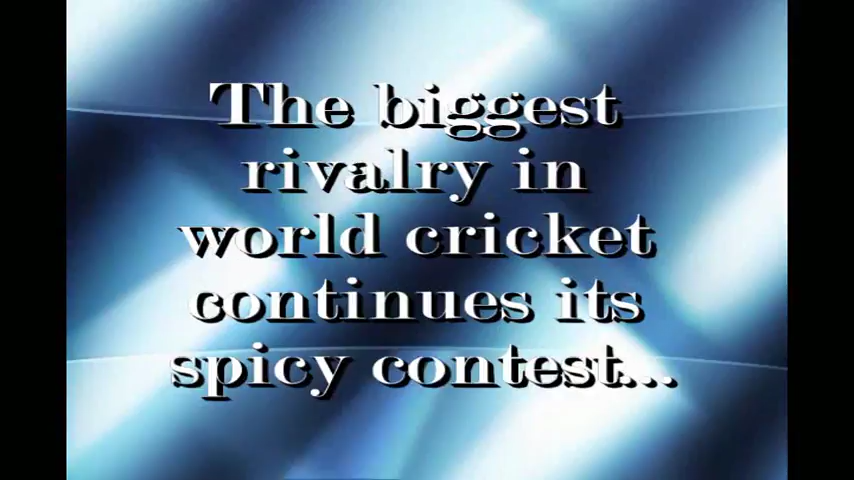 The biggest
rivalry in
world cricket
continues its
spicy contest...